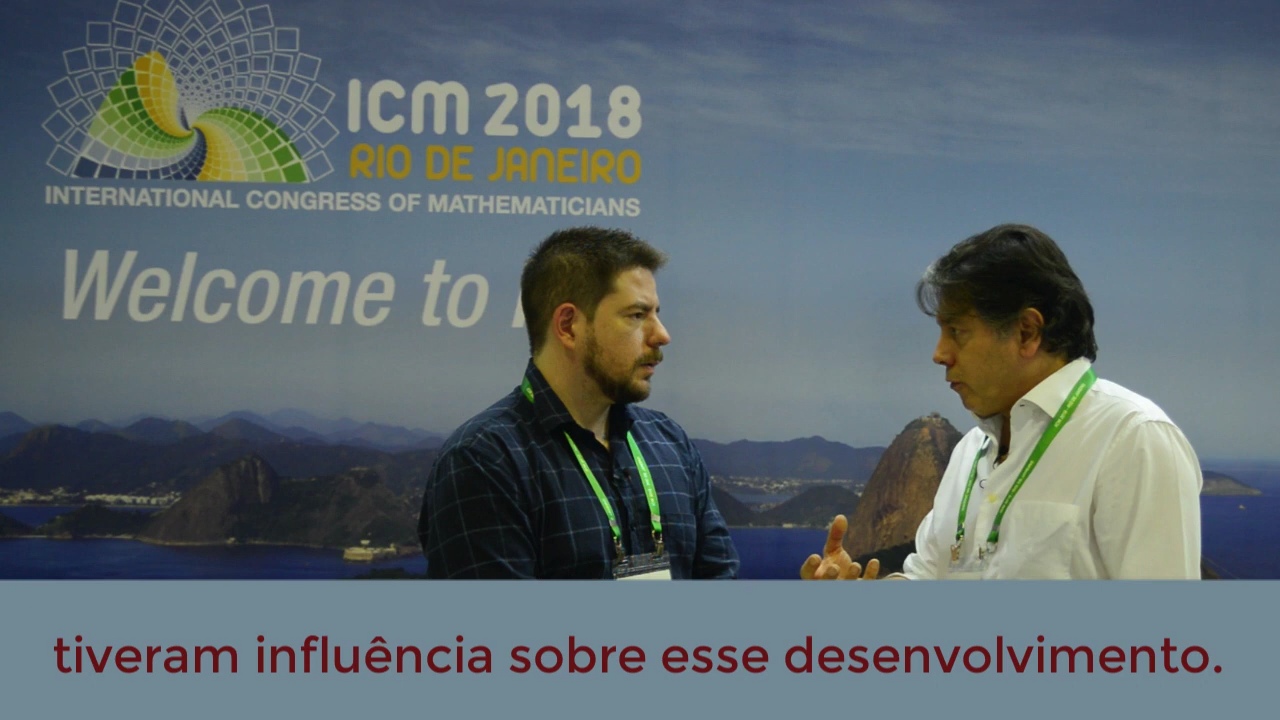 ICM 2018
RIO DE JANEIRO
INTERNATIONAL CONGRESS OF MATHEMATICIANS
Welcome to
tiveram influência sobre esse desenvolvimento.